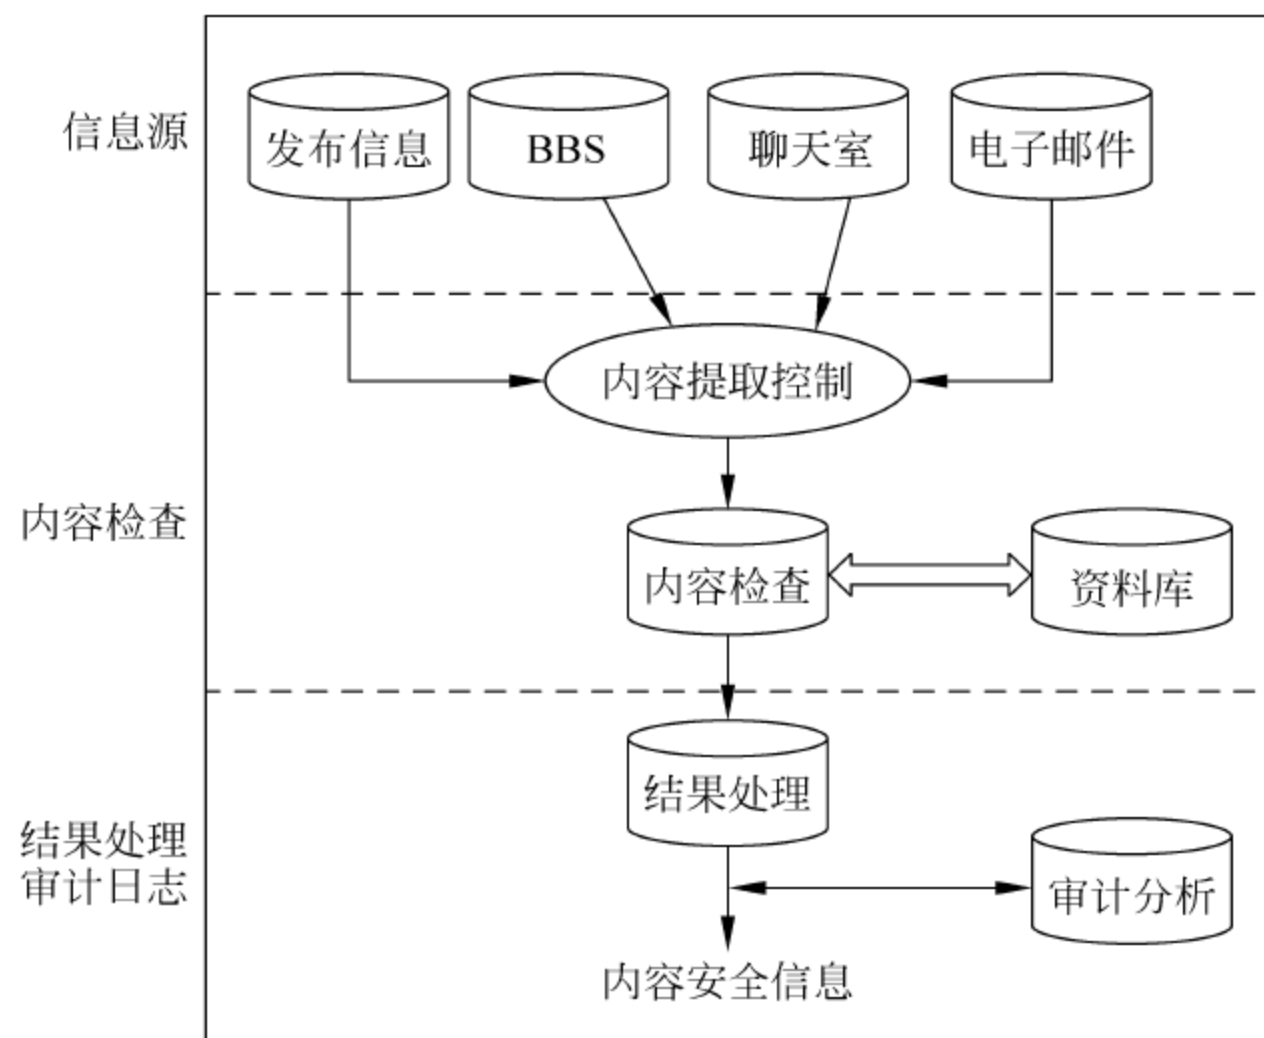 信息源
发布信息
BBS
聊天室
电子邮件
内容提取控制
内容检查
内容检查
资料库
结果处理
结果处理
审计日志
审计分析
内容安全信息